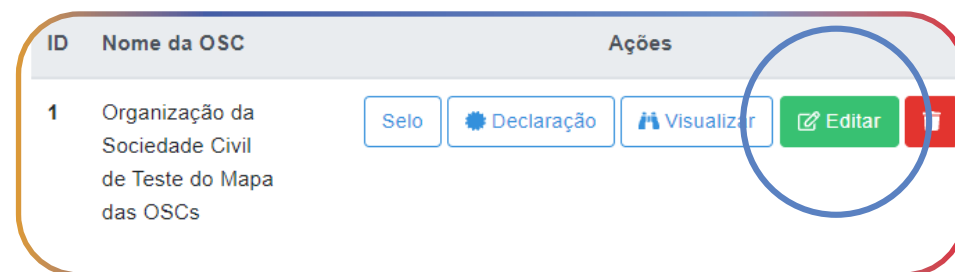 ID Nome da OSC Ações
1 Organização da Selo Declaração Visualizar Editar
Sociedade Civil
de Teste do Mapa
das OSCs